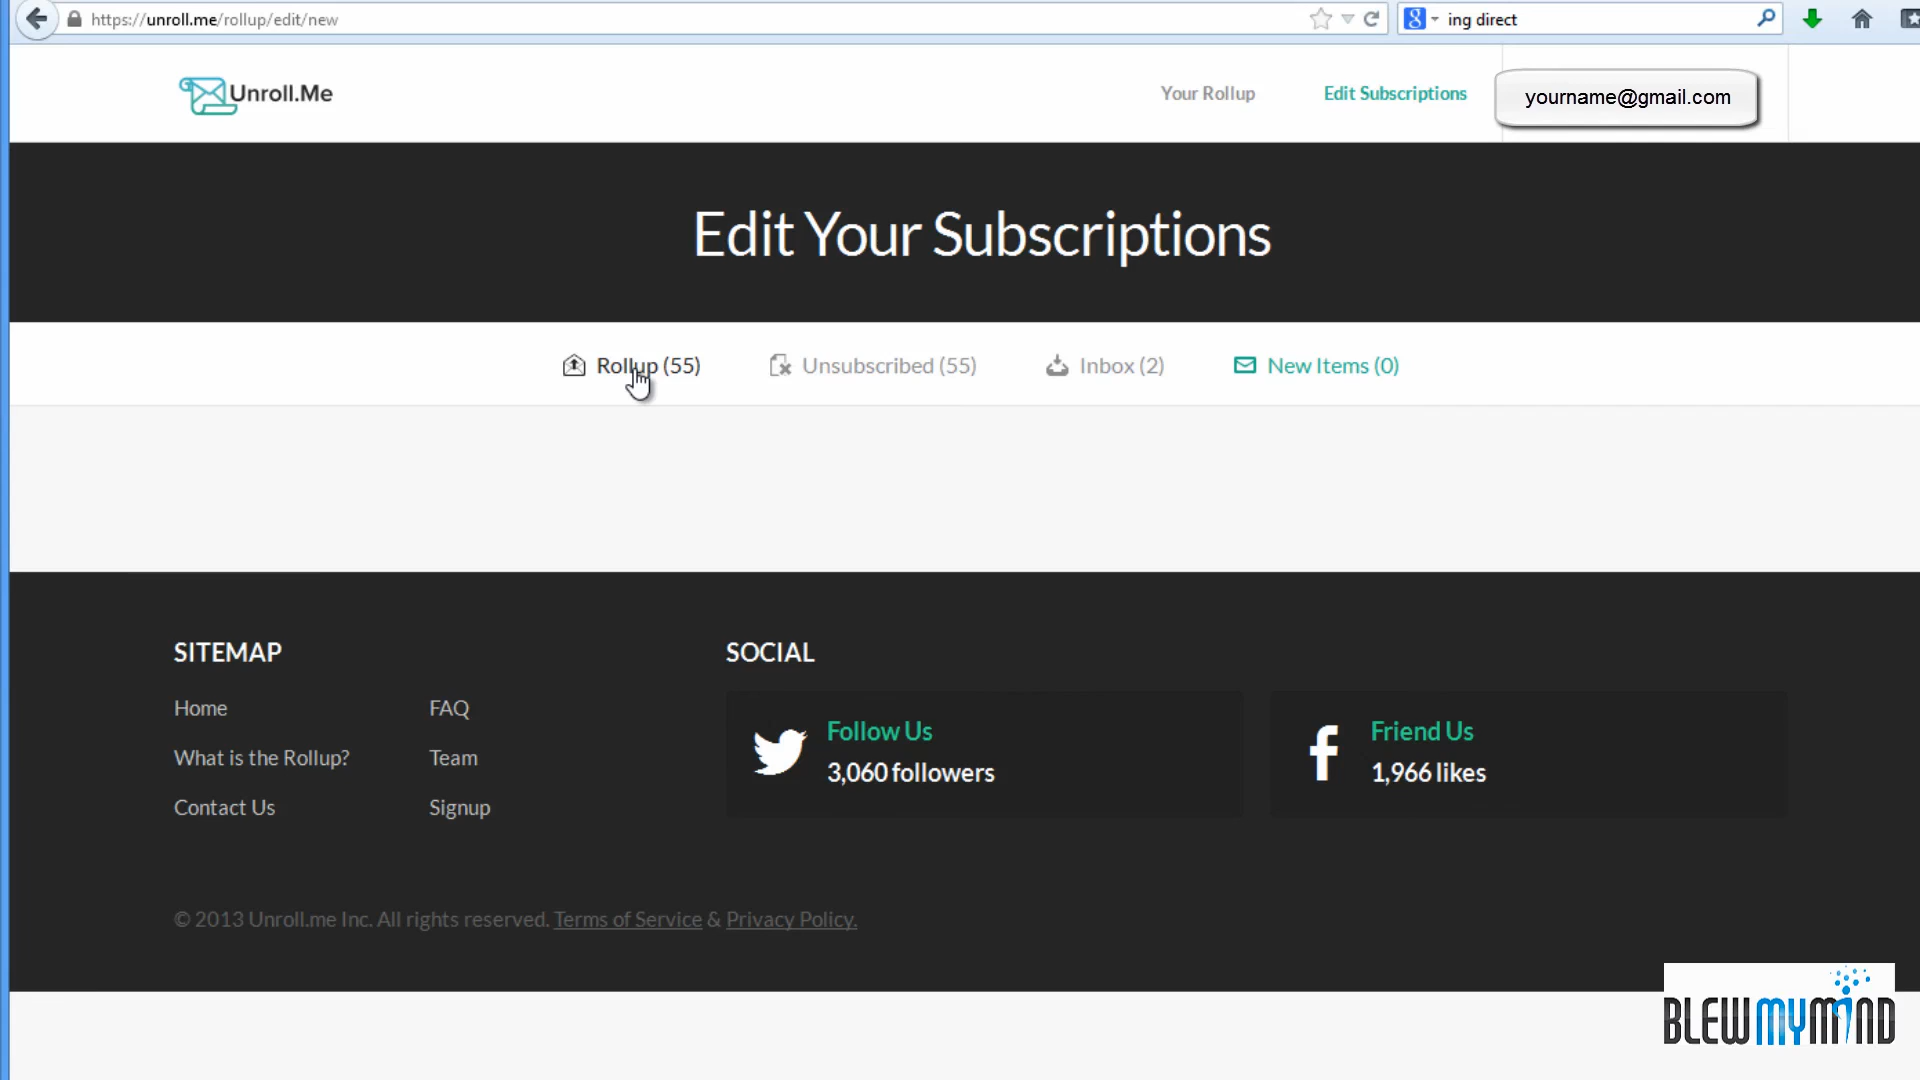 https://unroll.me/rollup/edit/new
ing direct
Unroll.Me
Your Rollup
Edit Subscriptions
yourname@gmail.com
Edit Your Subscriptions
Rollup (55)
Unsubscribed (55)
Inbox (2)
New Items (0)
SITEMAP
Home
FAQ
What is the Rollup?
Team
Contact Us
Signup
SOCIAL
Follow Us
3,060 followers
Friend Us
1,966 likes
© 2013 Unroll.me Inc. All rights reserved. Terms of Service & Privacy Policy.
BLEWMYMIND